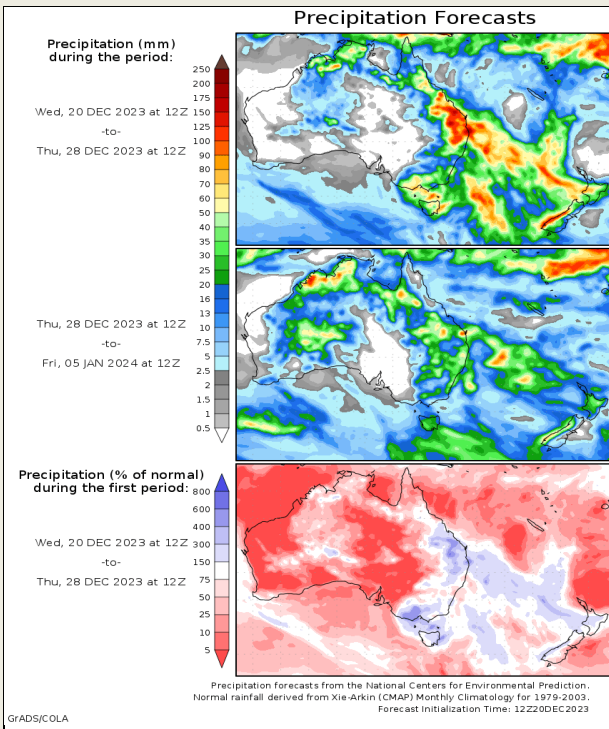 Precipitation Forecasts
Precipitation (mm)
during the period:
Wed, 20 DEC 2023 at 12Z
-to-
Thu, 28 DEC 2023 at 12Z
250
200
175
150
125
100
90
80
70
60
50
40
35
30
25
20
16
13
10
7.5
5
2.5
2
1.5
1
0.5
Thu, 28 DEC 2023 at 12Z
-to-
Fri, 05 JAN 2024 at 12Z
Precipitation (% of normal)
during the first period:
Wed, 20 DEC 2023 at 12Z
-to-
Thu, 28 DEC 2023 at 12Z
800
600
400
300
150
75
50
25
10
5
Precipitation forecasts from the National Centers for Environmental Prediction.
Normal rainfall derived from Xie-Arkin (CMAP) Monthly Climatology for 1979-2003.
Forecast Initialization Time: 12Z20DEC2023
GrADS/COLA